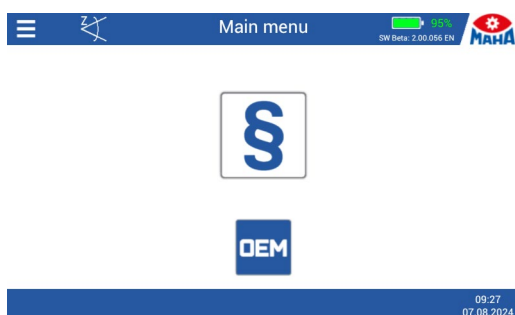 Z
Main menu
95%
SW Beta: 2.00.056 EN
MAHA
§
OEM
09:27
07.08.2024